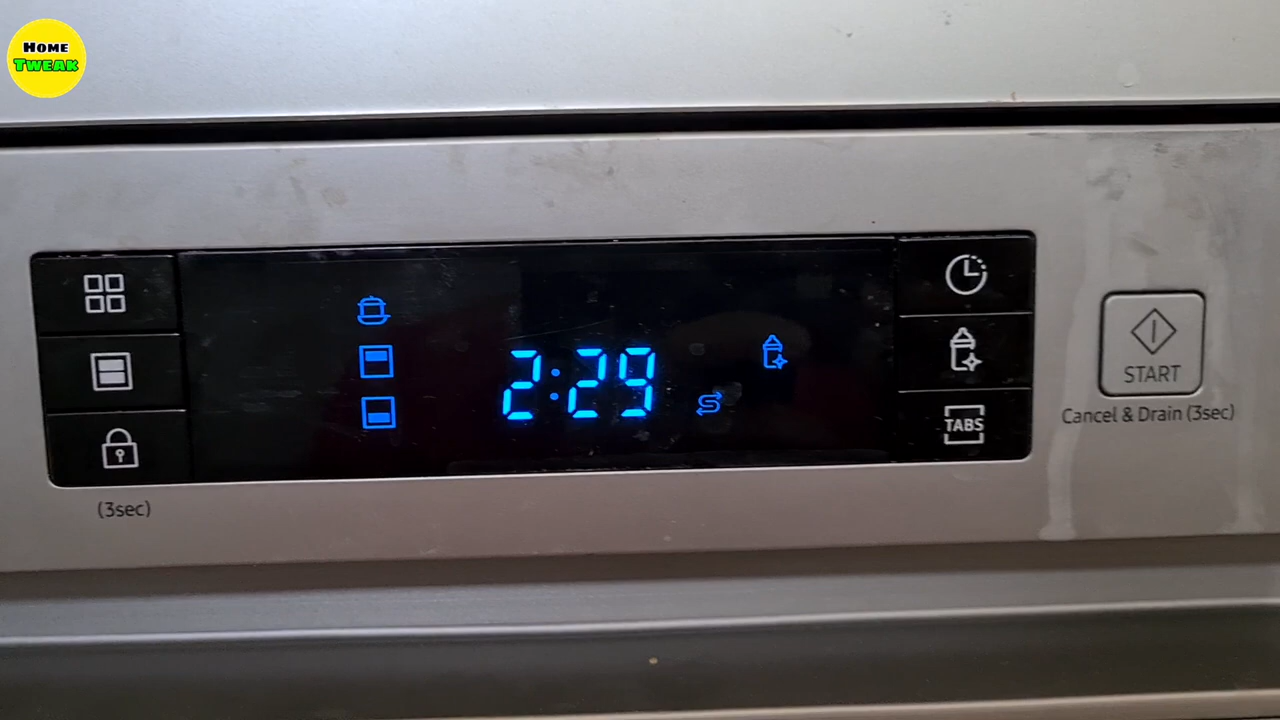 HOME
TWEAK
2:29
TABS
START
Cancel & Drain (3sec)
(3sec)